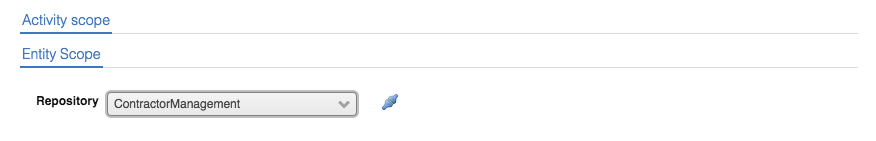 Activity scope
Entity Scope
Repository ContractorManagement